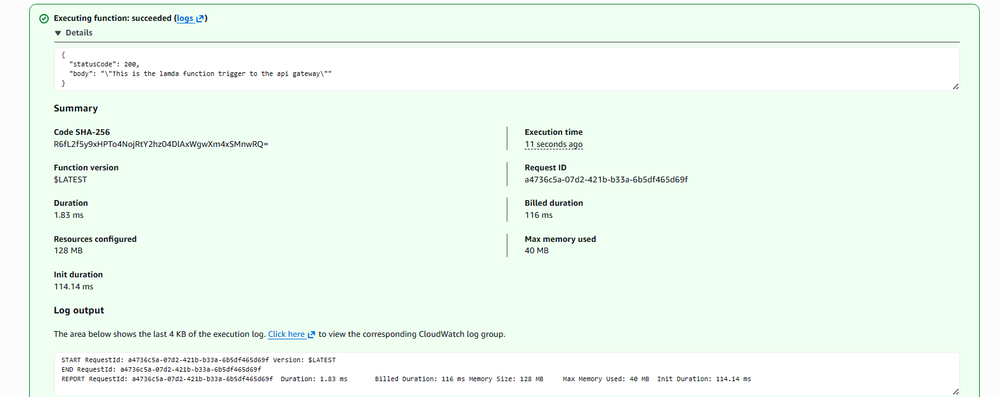 Executing function: succeeded (logs)
Details
{
  "statusCode": 200,
  "body": "\"This is the lamda function trigger to the api gateway\""
}
Summary
Code SHA-256
R6fL2f5y9xHPTo4NojRtY2hz04DlAxWgwXm4xSMnwRQ=
Execution time
11 seconds ago
Function version
$LATEST
Request ID
a4736c5a-07d2-421b-b33a-6b5df465d69f
Duration
1.83 ms
Billed duration
116 ms
Resources configured
128 MB
Max memory used
40 MB
Init duration
114.14 ms
Log output
The area below shows the last 4 KB of the execution log. Click here to view the corresponding CloudWatch log group.
START RequestId: a4736c5a-07d2-421b-b33a-6b5df465d69f Version: $LATEST
END RequestId: a4736c5a-07d2-421b-b33a-6b5df465d69f
REPORT RequestId: a4736c5a-07d2-421b-b33a-6b5df465d69f  Duration: 1.83 ms  Billed Duration: 116 ms Memory Size: 128 MB  Max Memory Used: 40 MB  Init Duration: 114.14 ms